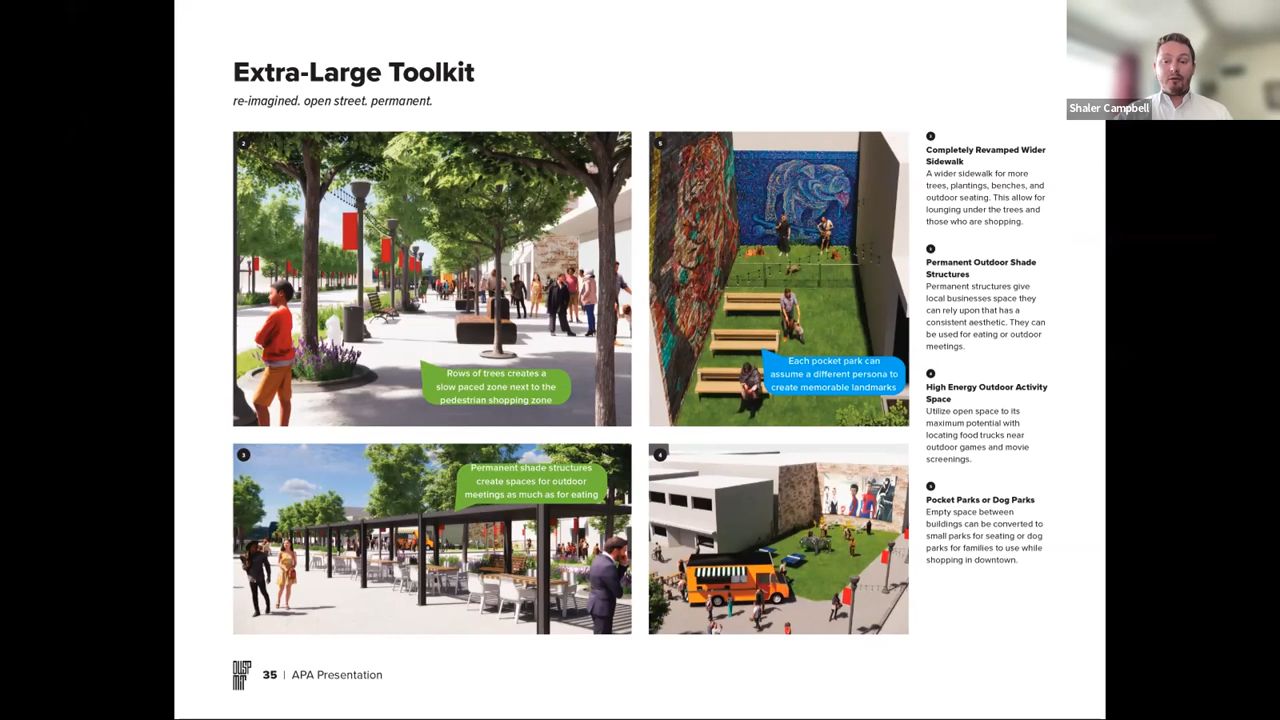 Extra-Large Toolkit
re-imagined. open street. permanent.
Shaler Campbell
2
Rows of trees creates a
slow paced zone next to the
pedestrian shopping zone
5
Each pocket park can
assume a different persona to
create memorable landmarks
3
Permanent shade structures
create spaces for outdoor
meetings as much as for eating
4
Completely Revamped Wider
Sidewalk
A wider sidewalk for more
trees, plantings, benches, and
outdoor seating. This allow for
lounging under the trees and
those who are shopping.
Permanent Outdoor Shade
Structures
Permanent structures give
local businesses space they
can rely upon that has a
consistent aesthetic. They can
be used for eating or outdoor
meetings.
High Energy Outdoor Activity
Space
Utilize open space to its
maximum potential with
locating food trucks near
outdoor games and movie
screenings.
Pocket Parks or Dog Parks
Empty space between
buildings can be converted to
small parks for seating or dog
parks for families to use while
shopping in downtown.
DUSP
MIT
35 | APA Presentation